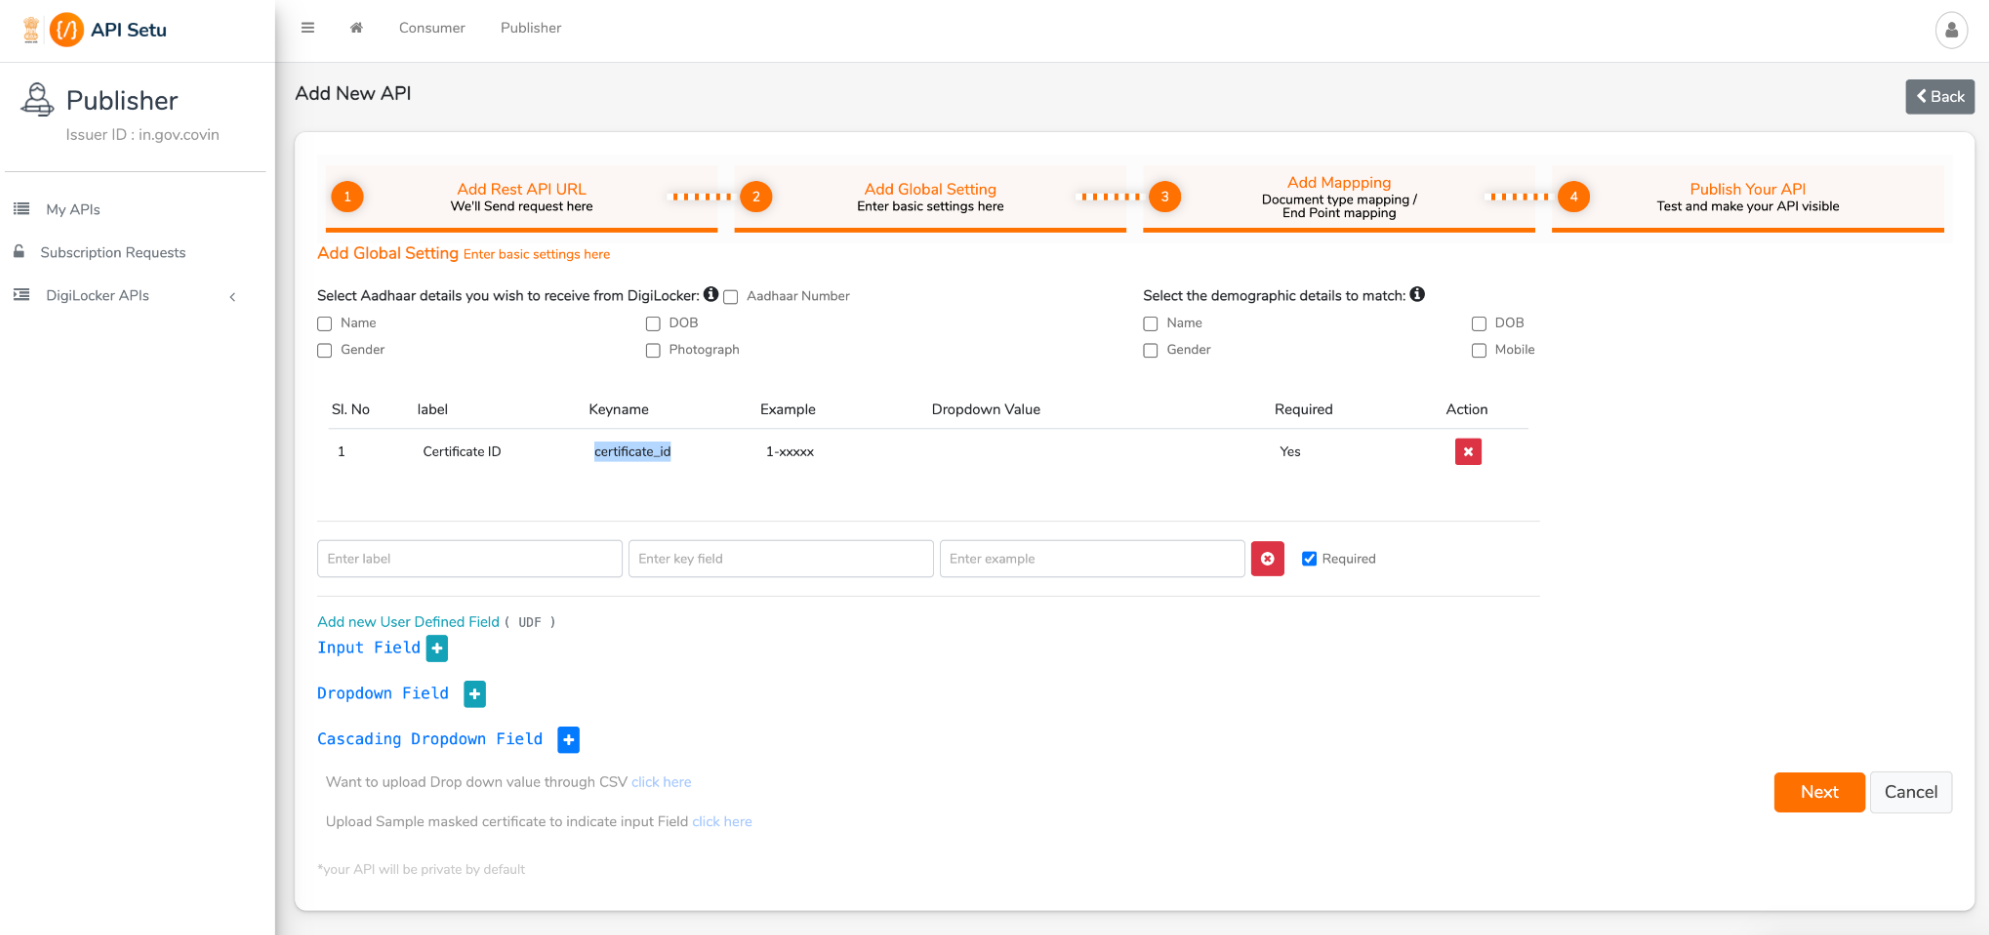 API Setu
Consumer
Publisher
Publisher
Issuer ID : in.gov.covin
My APIs
Subscription Requests
DigiLocker APIs
Add New API
Back
1
Add Rest API URL
We'll Send request here
2
Add Global Setting
Enter basic settings here
3
Add Mappping
Document type mapping /
End Point mapping
4
Publish Your API
Test and make your API visible
Add Global Setting Enter basic settings here
Select Aadhaar details you wish to receive from DigiLocker: Aadhaar Number
Name
DOB
Gender
Photograph
Select the demographic details to match:
Name
DOB
Gender
Mobile
Sl. No label Keyname Example Dropdown Value Required Action
1 Certificate ID certificate_id 1-xxxxx Yes
Enter label
Enter key field
Enter example
Required
Add new User Defined Field ( UDF )
Input Field
Dropdown Field
Cascading Dropdown Field
Want to upload Drop down value through CSV click here
Upload Sample masked certificate to indicate input Field click here
Next
Cancel
*your API will be private by default